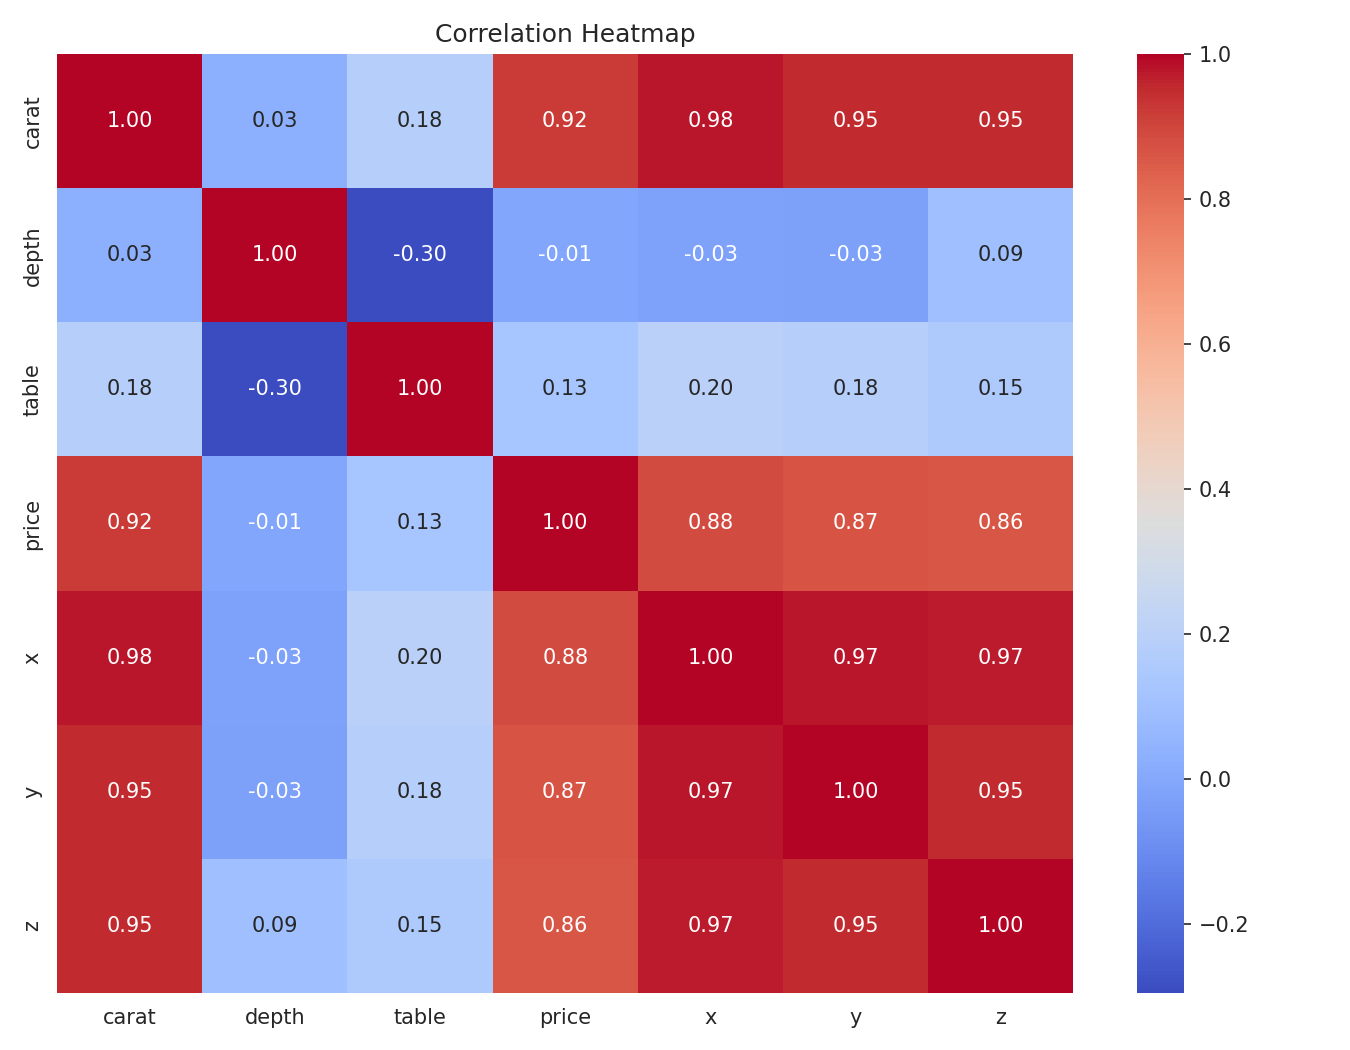 Correlation Heatmap
carat 1.00 0.03 0.18 0.92 0.98 0.95 0.95
depth 0.03 1.00 -0.30 -0.01 -0.03 -0.03 0.09
table 0.18 -0.30 1.00 0.13 0.20 0.18 0.15
price 0.92 -0.01 0.13 1.00 0.88 0.87 0.86
x 0.98 -0.03 0.20 0.88 1.00 0.97 0.97
y 0.95 -0.03 0.18 0.87 0.97 1.00 0.95
z 0.95 0.09 0.15 0.86 0.97 0.95 1.00
carat depth table price x y z
1.0
0.8
0.6
0.4
0.2
0.0
−0.2